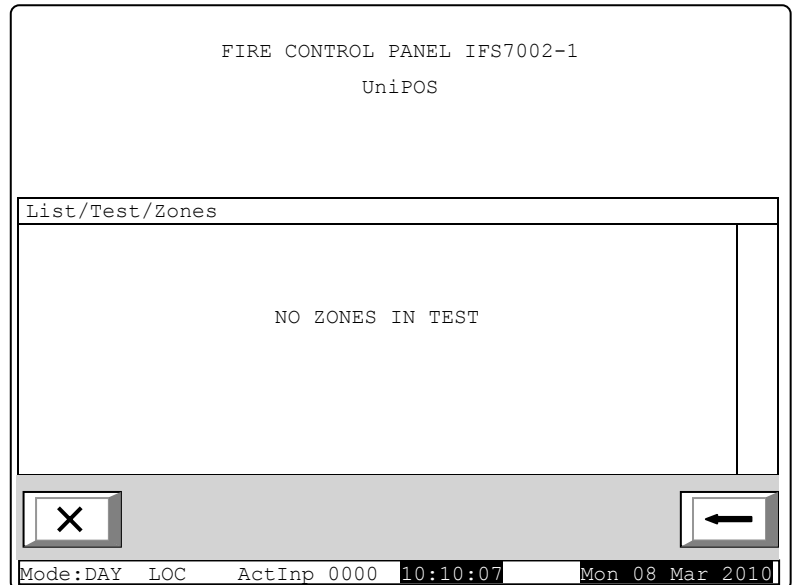 FIRE CONTROL PANEL IFS7002-1
UniPOS
List/Test/Zones
NO ZONES IN TEST
Mode:DAY LOC ActInp 0000 10:10:07 Mon 08 Mar 2010